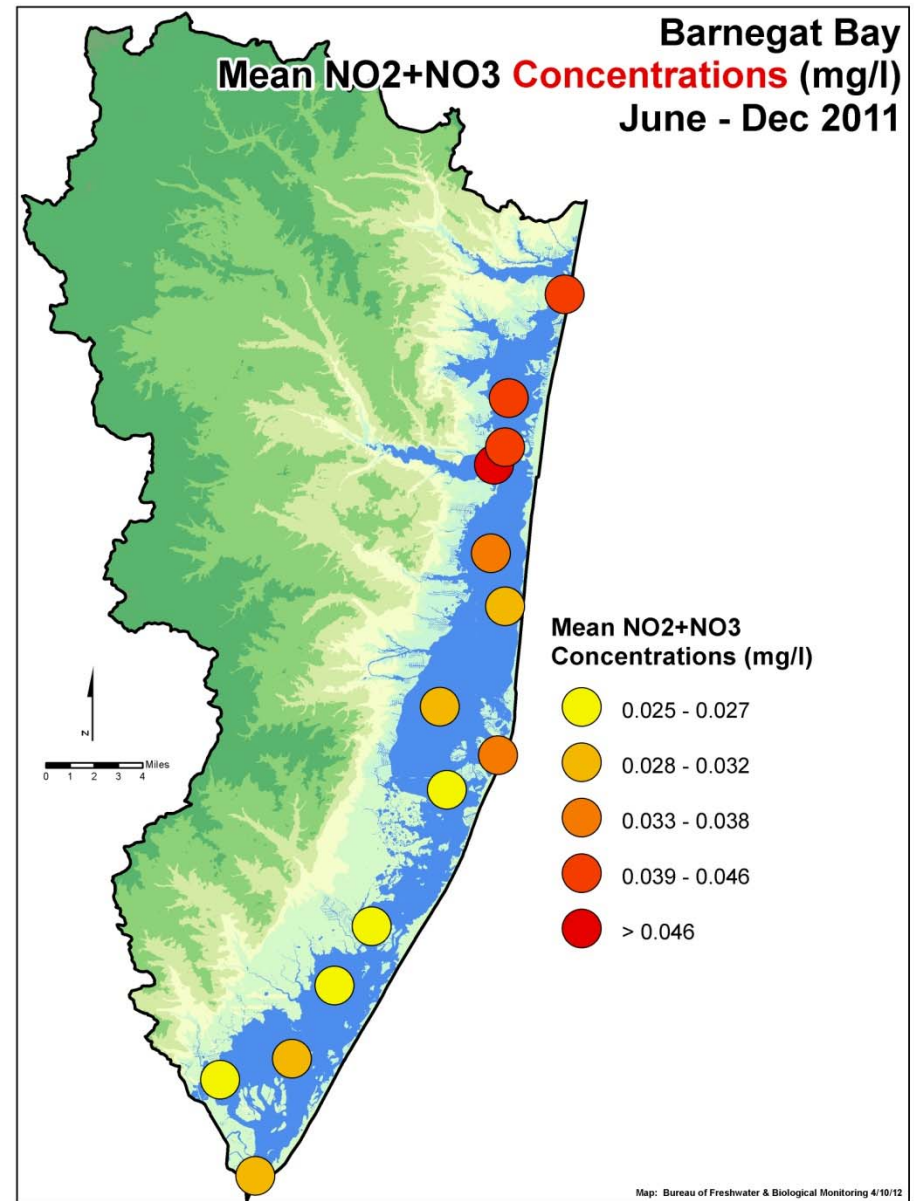 Barnegat Bay
Mean NO2+NO3 Concentrations (mg/l)
June - Dec 2011
Mean NO2+NO3
Concentrations (mg/l)
0.025 - 0.027
0.028 - 0.032
0.033 - 0.038
0.039 - 0.046
> 0.046
N
0 1 2 3 4 Miles
Map: Bureau of Freshwater & Biological Monitoring 4/10/12